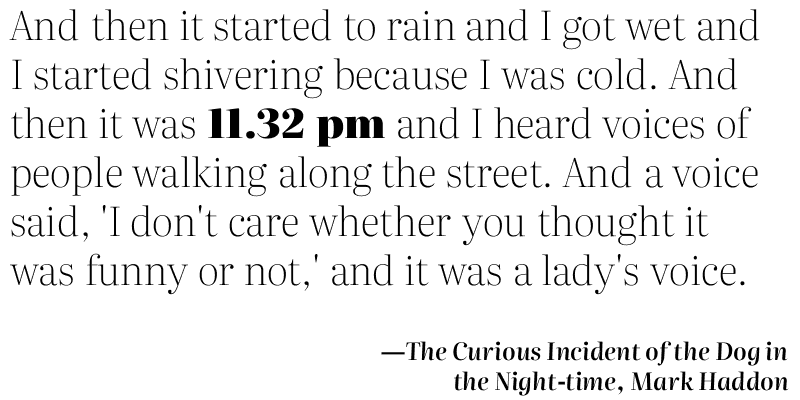 And then it started to rain and I got wet and
I started shivering because I was cold. And
then it was 11.32 pm and I heard voices of
people walking along the street. And a voice
said, 'I don't care whether you thought it
was funny or not,' and it was a lady's voice.
—The Curious Incident of the Dog in
the Night-time, Mark Haddon